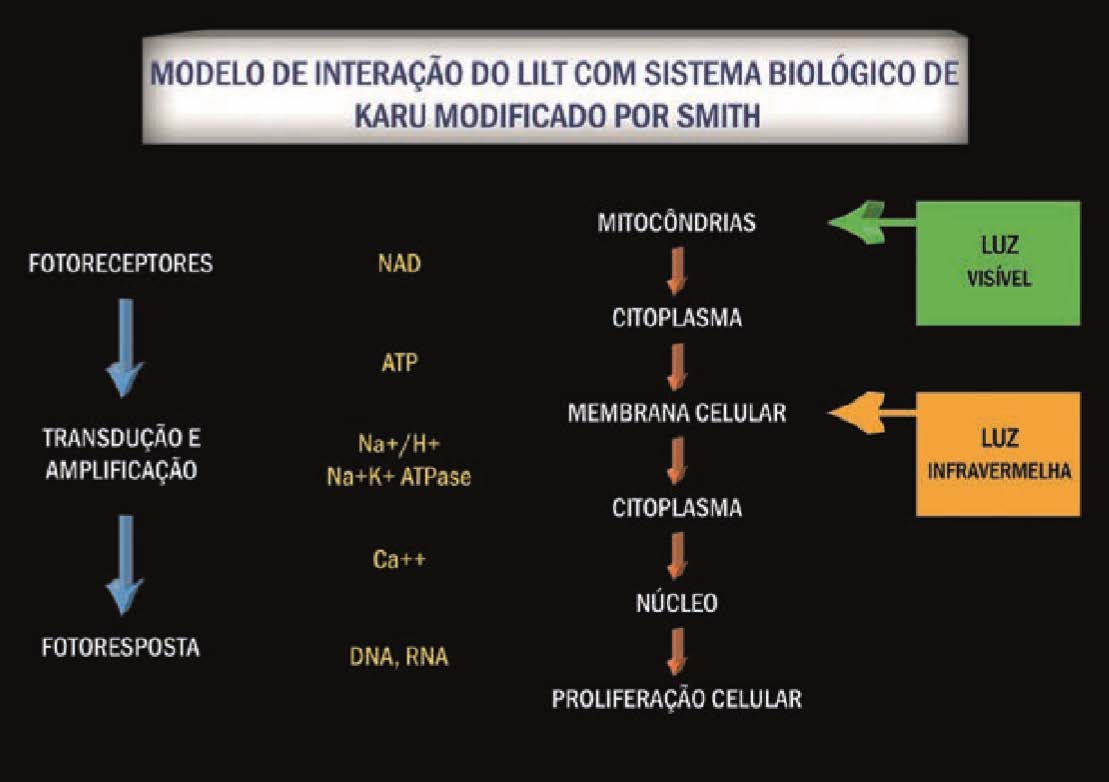 MODELO DE INTERAÇÃO DO LILT COM SISTEMA BIOLÓGICO DE
KARU MODIFICADO POR SMITH
FOTORECEPTORES
TRANSDUÇÃO E
AMPLIFICAÇÃO
FOTORESPOSTA
NAD
ATP
Na+/H+
Na+K+ ATPase
Ca++
DNA, RNA
MITOCÔNDRIAS
CITOPLASMA
MEMBRANA CELULAR
CITOPLASMA
NÚCLEO
PROLIFERAÇÃO CELULAR
LUZ
VISÍVEL
LUZ
INFRAVERMELHA